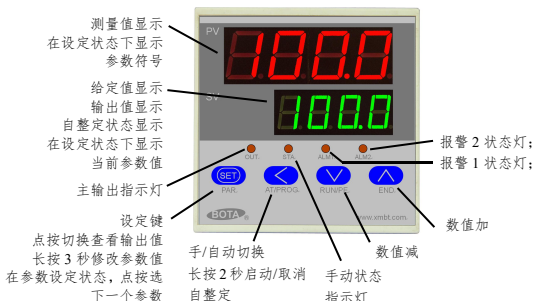 测量值显示
在设定状态下显示
参数符号
给定值显示
输出值显示
自整定状态显示
在设定状态下显示
当前参数值
主输出指示灯
设定键
点按切换查看输出值
长按 3 秒修改参数值
在参数设定状态，点按选
下一个参数
PV
100.0
SV
100.0
OUT.
STA.
ALM1.
ALM2.
SET
PAR.
AT/PROG.
RUN/PF.
END
BOTA
®
www.xmbt.com
报警 2 状态灯；
报警 1 状态灯；
数值加
数值减
手/自动切换
长按 2 秒启动/取消
自整定
手动状态
指示灯